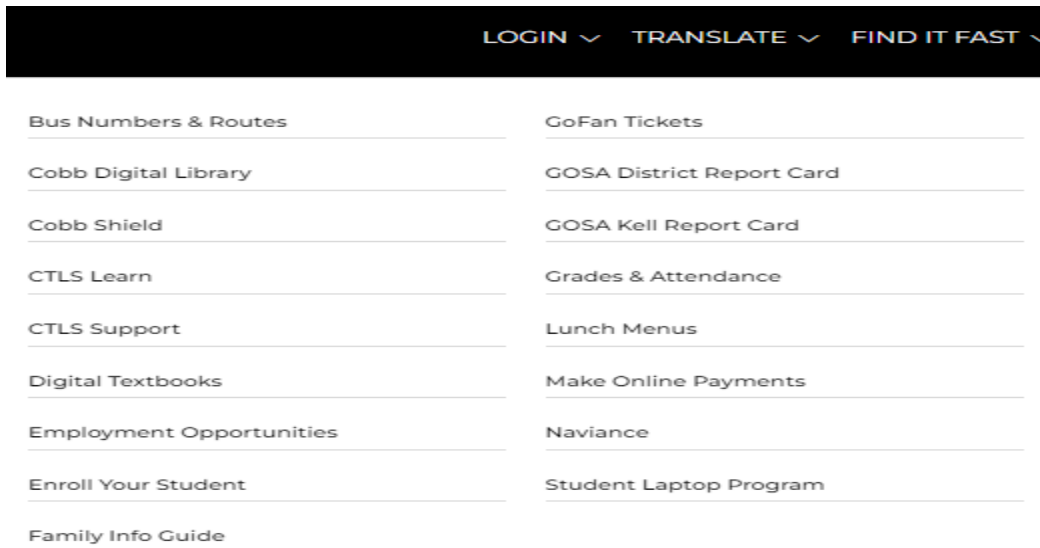 LOGIN TRANSLATE FIND IT FAST
Bus Numbers & Routes
Cobb Digital Library
Cobb Shield
CTLS Learn
CTLS Support
Digital Textbooks
Employment Opportunities
Enroll Your Student
Family Info Guide
GoFan Tickets
GOSA District Report Card
GOSA Kell Report Card
Grades & Attendance
Lunch Menus
Make Online Payments
Naviance
Student Laptop Program